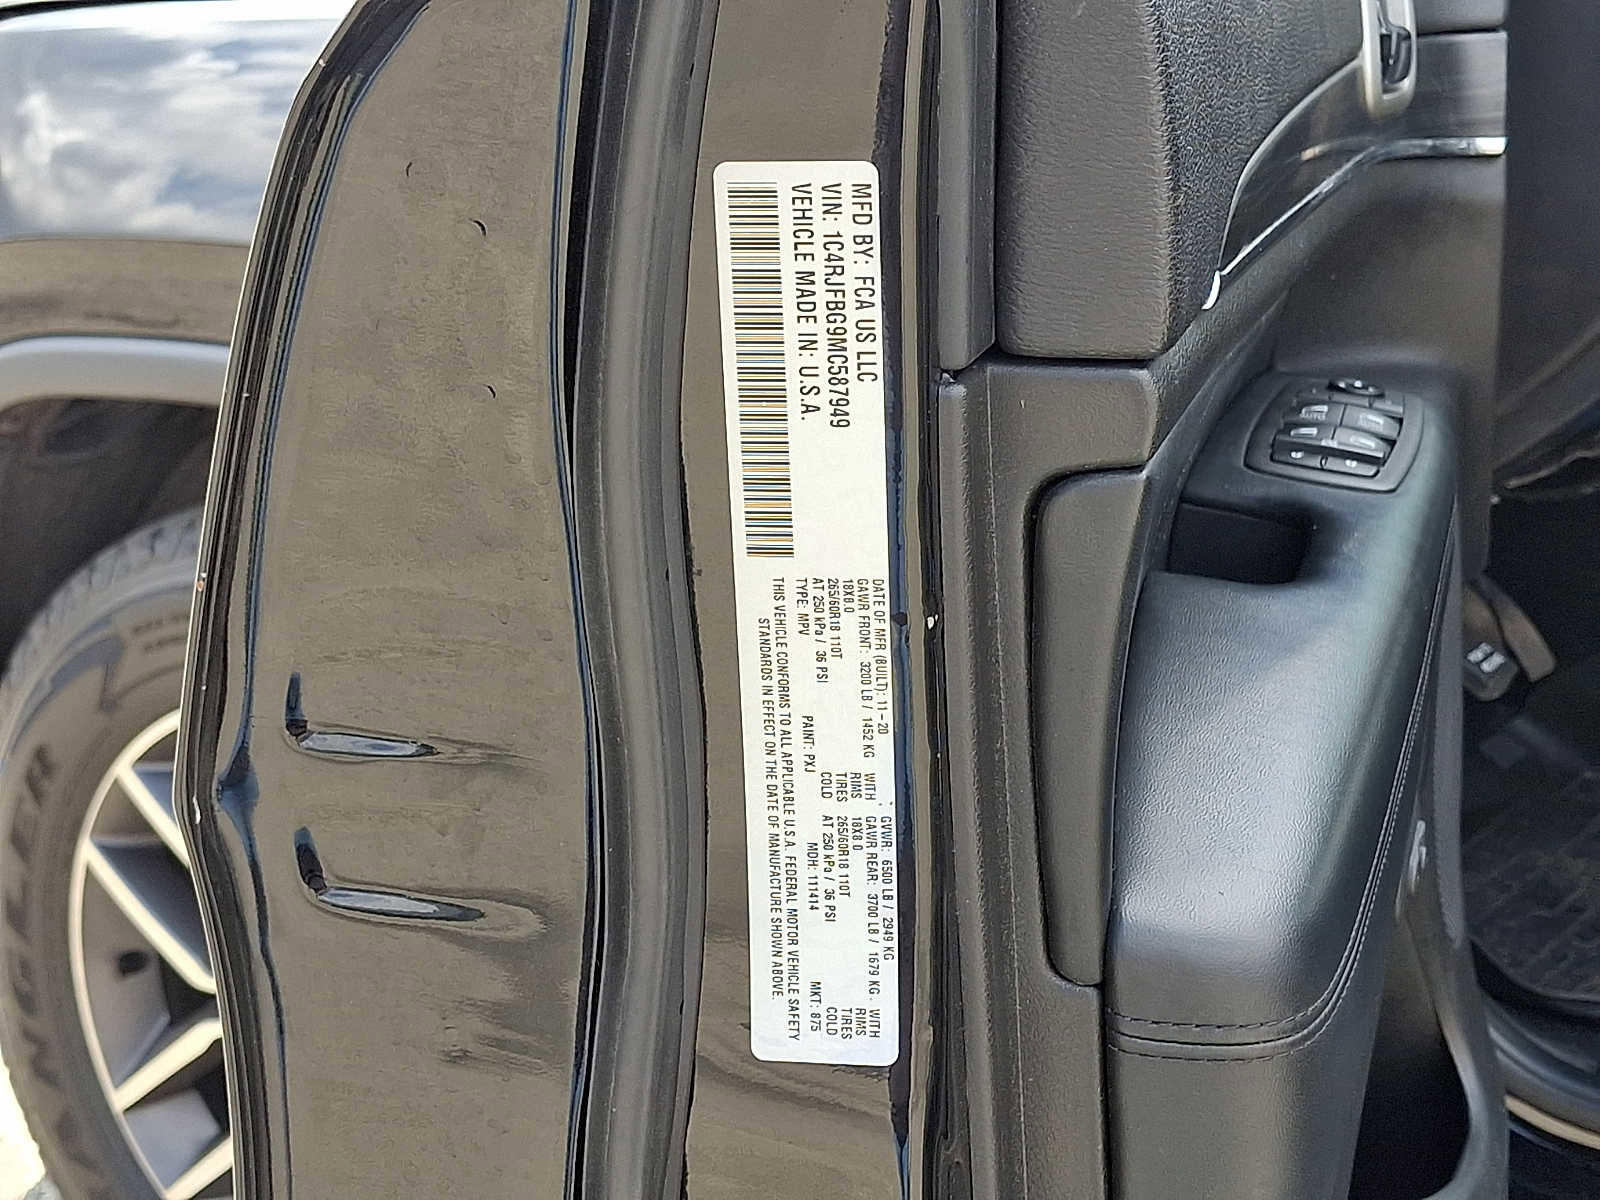 MFD BY: FCA US LLC
VIN: 1C4RJFBG9MC587949
VEHICLE MADE IN: U.S.A.
DATE OF MFR (BUILT): 11-20
GVWR: 6500 LB / 2949 KG
GAWR FRONT: 3200 LB / 1452 KG WITH
18X8.0 RIMS
265/60R18 110T TIRES
AT 250 kPa / 36 PSI COLD
GAWR REAR: 3700 LB / 1679 KG. WITH
18X8.0 RIMS
265/60R18 110T TIRES
AT 250 kPa / 36 PSI COLD
TYPE: MPV PAINT: PXJ MDH: 111414 MKT: 875
THIS VEHICLE CONFORMS TO ALL APPLICABLE U.S.A. FEDERAL MOTOR VEHICLE SAFETY
STANDARDS IN EFFECT ON THE DATE OF MANUFACTURE SHOWN ABOVE.
AUTO